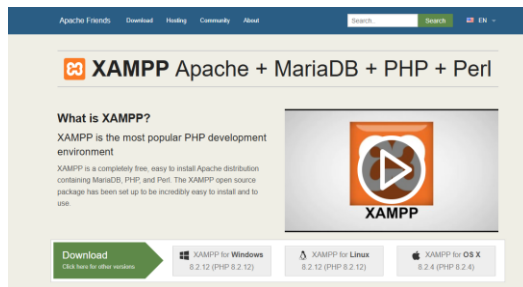 Apache Friends Download Hosting Community About Search... Search EN
XAMPP Apache + MariaDB + PHP + Perl
What is XAMPP?
XAMPP is the most popular PHP development
environment
XAMPP is a completely free, easy to install Apache distribution
containing MariaDB, PHP, and Perl. The XAMPP open source
package has been set up to be incredibly easy to install and to
use.
XAMPP
Download
Click here for other versions
XAMPP for Windows
8.2.12 (PHP 8.2.12)
XAMPP for Linux
8.2.12 (PHP 8.2.12)
XAMPP for OS X
8.2.4 (PHP 8.2.4)